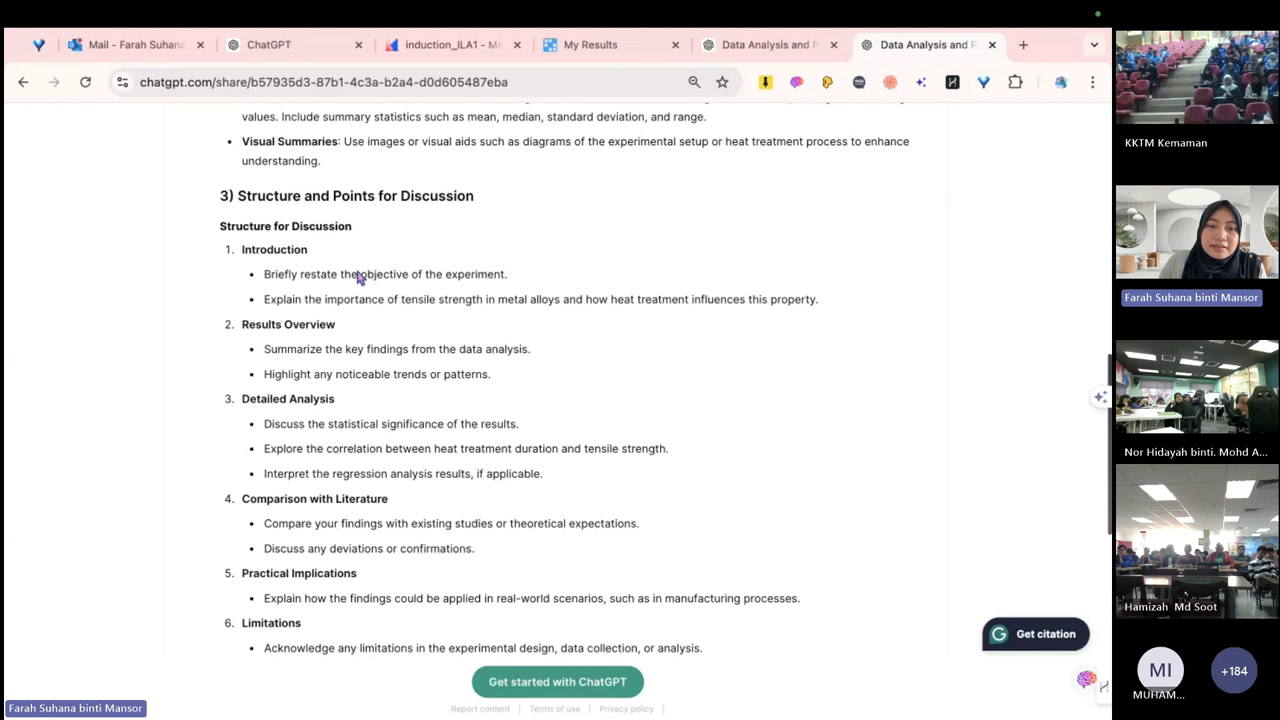 Mail - Farah Suhana
ChatGPT
induction_ILA1 - Me
My Results
Data Analysis and P
Data Analysis and P
chatgpt.com/share/b57935d3-87b1-4c3a-b2a4-d0d605487eba
values. Include summary statistics such as mean, median, standard deviation, and range.
Visual Summaries: Use images or visual aids such as diagrams of the experimental setup or heat treatment process to enhance
understanding.
3) Structure and Points for Discussion
Structure for Discussion
1. Introduction
Briefly restate the objective of the experiment.
Explain the importance of tensile strength in metal alloys and how heat treatment influences this property.
2. Results Overview
Summarize the key findings from the data analysis.
Highlight any noticeable trends or patterns.
3. Detailed Analysis
Discuss the statistical significance of the results.
Explore the correlation between heat treatment duration and tensile strength.
Interpret the regression analysis results, if applicable.
4. Comparison with Literature
Compare your findings with existing studies or theoretical expectations.
Discuss any deviations or confirmations.
5. Practical Implications
Explain how the findings could be applied in real-world scenarios, such as in manufacturing processes.
6. Limitations
Acknowledge any limitations in the experimental design, data collection, or analysis.
Get citation
Get started with ChatGPT
Report content | Terms of use | Privacy policy |
Farah Suhana binti Mansor
KKTM Kemaman
Farah Suhana binti Mansor
Nor Hidayah binti. Mohd A...
Hamizah Md Soot
MI
MUHAM...
+184